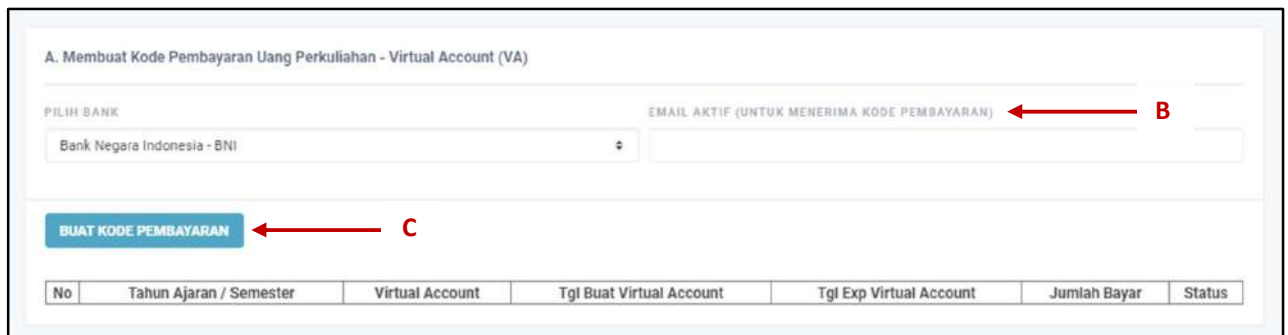 A. Membuat Kode Pembayaran Uang Perkuliahan - Virtual Account (VA)
PILIH BANK
EMAIL AKTIF (UNTUK MENERIMA KODE PEMBAYARAN)
B
Bank Negara Indonesia - BNI
BUAT KODE PEMBAYARAN
C
No Tahun Ajaran / Semester Virtual Account Tgl Buat Virtual Account Tgl Exp Virtual Account Jumlah Bayar Status